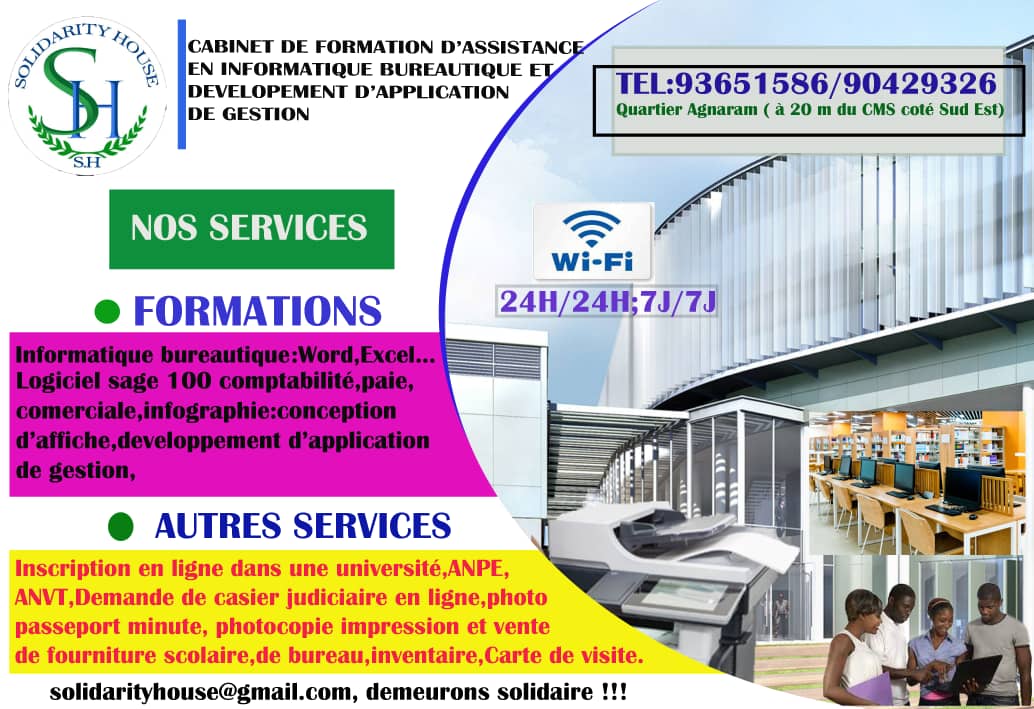 SOLIDARITY HOUSE
SH
S.H
CABINET DE FORMATION D'ASSISTANCE
EN INFORMATIQUE BUREAUTIQUE ET
DEVELOPEMENT D'APPLICATION
DE GESTION
TEL:93651586/90429326
Quartier Agnaram ( à 20 m du CMS coté Sud Est)
NOS SERVICES
Wi-Fi
24H/24H;7J/7J
FORMATIONS
Informatique bureautique:Word,Excel...
Logiciel sage 100 comptabilité,paie,
comerciale,infographie:conception
d'affiche,developpement d'application
de gestion,
AUTRES SERVICES
Inscription en ligne dans une université,ANPE,
ANVT,Demande de casier judiciaire en ligne,photo
passeport minute, photocopie impression et vente
de fourniture scolaire,de bureau,inventaire,Carte de visite.
solidarityhouse@gmail.com, demeurons solidaire !!!